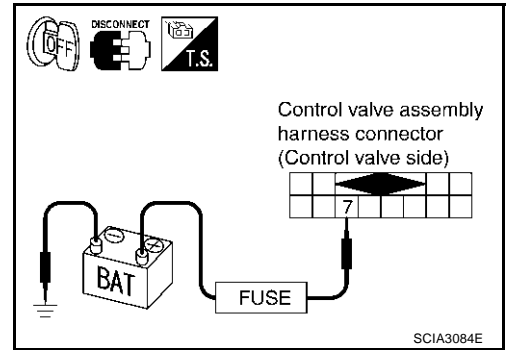 OFF
DISCONNECT
T.S.
Control valve assembly
harness connector
(Control valve side)
7
BAT
FUSE
SCIA3084E